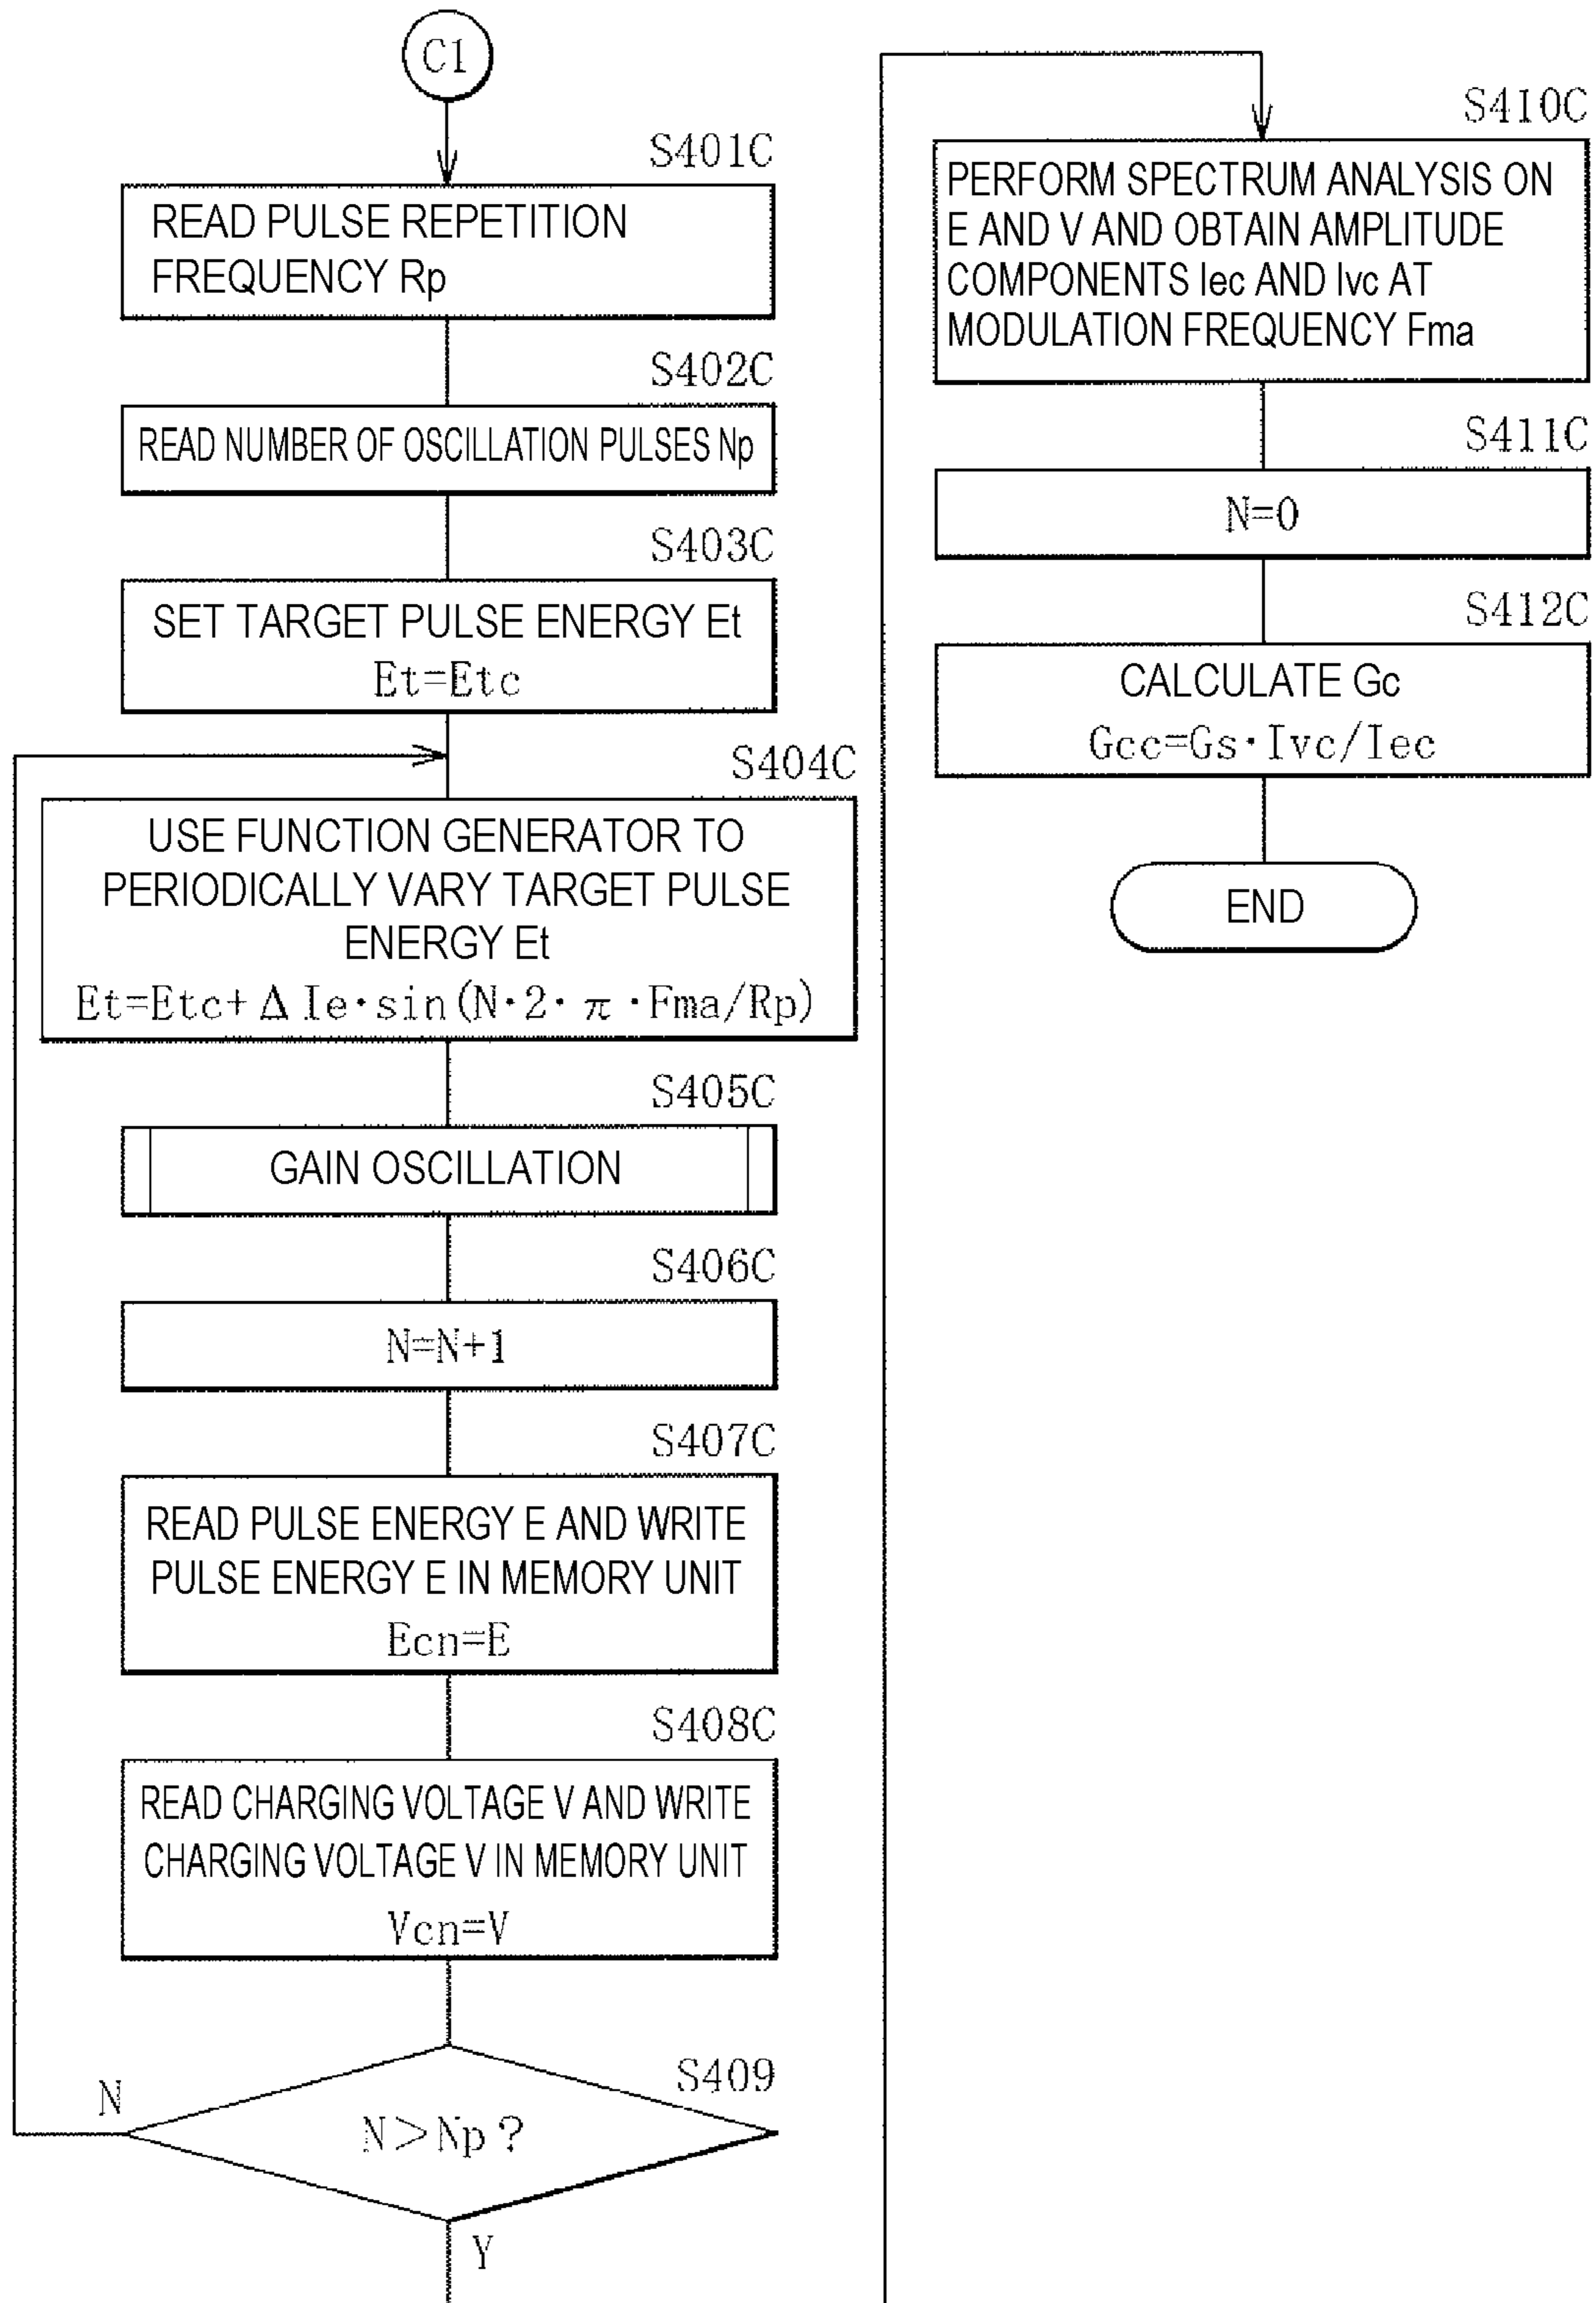 C1
S401C
READ PULSE REPETITION
FREQUENCY Rp
S402C
READ NUMBER OF OSCILLATION PULSES Np
S403C
SET TARGET PULSE ENERGY Et
Et=Etc
S404C
USE FUNCTION GENERATOR TO
PERIODICALLY VARY TARGET PULSE
ENERGY Et
Et=Etc+ΔIe·sin(N·2·π·Fma/Rp)
S405C
GAIN OSCILLATION
S406C
N=N+1
S407C
READ PULSE ENERGY E AND WRITE
PULSE ENERGY E IN MEMORY UNIT
Ecn=E
S408C
READ CHARGING VOLTAGE V AND WRITE
CHARGING VOLTAGE V IN MEMORY UNIT
Vcn=V
S409
N>Np?
N
Y
S410C
PERFORM SPECTRUM ANALYSIS ON
E AND V AND OBTAIN AMPLITUDE
COMPONENTS Iec AND Ivc AT
MODULATION FREQUENCY Fma
S411C
N=0
S412C
CALCULATE Gc
Gcc=Gs·Ivc/Iec
END